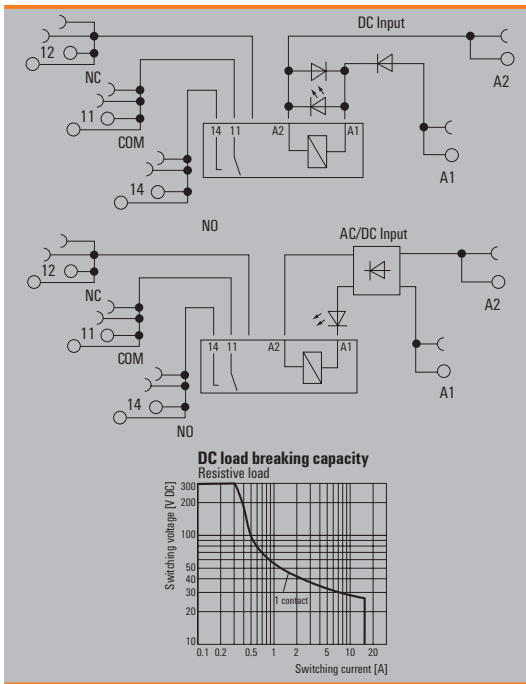 DC Input
12
NC
A2
11
COM
14 11 A2 A1
A1
14
NO
AC/DC Input
12
NC
A2
11
COM
14 11 A2 A1
A1
14
NO
DC load breaking capacity
Resistive load
Switching voltage [V DC]
300
200
100
50
40
30
20
10
1 contact
0.1 0.2 0.5 1 2 5 10 20
Switching current [A]